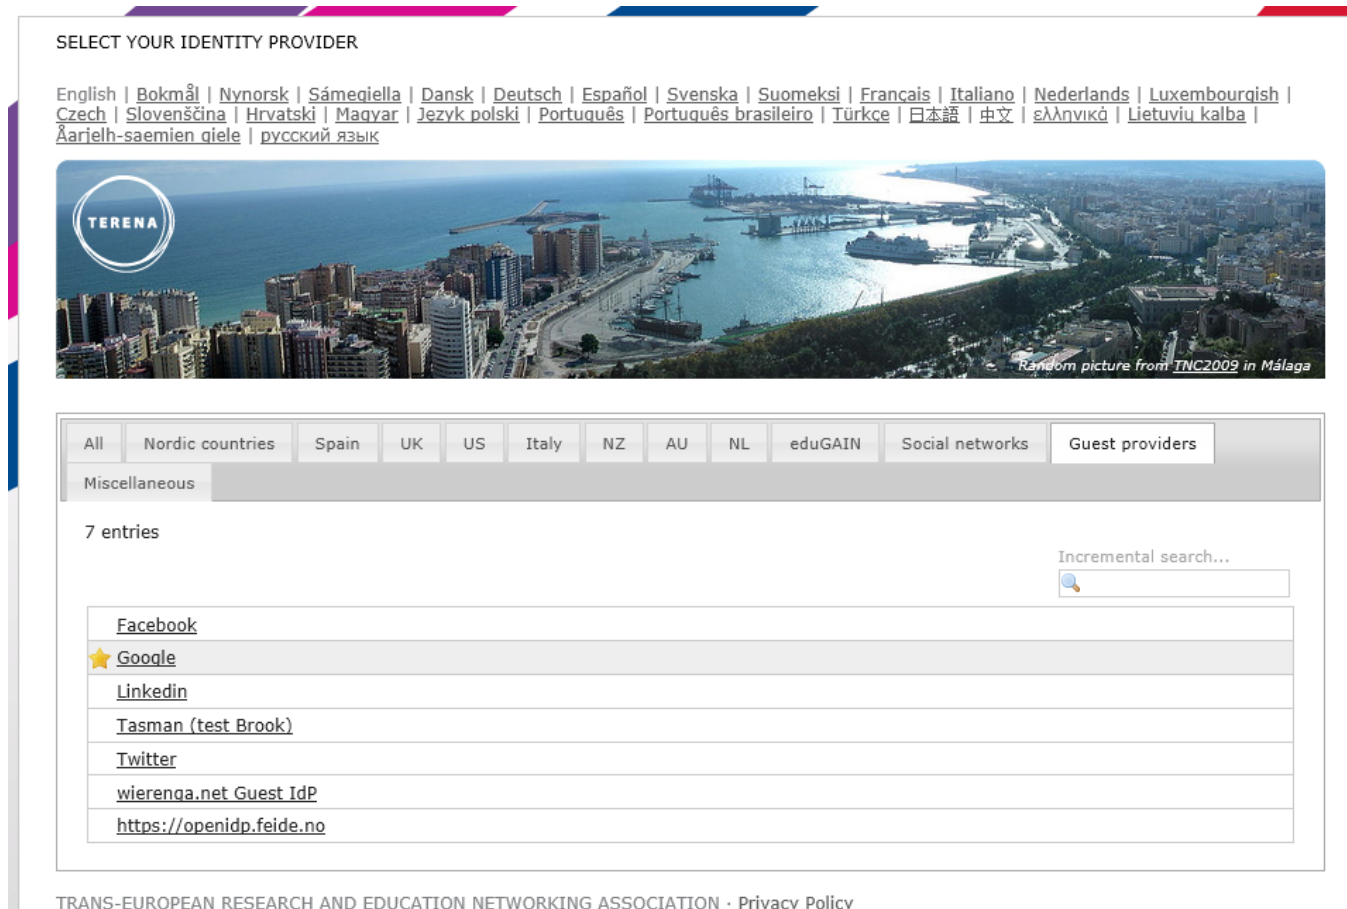 SELECT YOUR IDENTITY PROVIDER
English | Bokmål | Nynorsk | Sámegiella | Dansk | Deutsch | Español | Svenska | Suomeksi | Français | Italiano | Nederlands | Luxembourgish |
Czech | Slovenščina | Hrvatski | Magyar | Język polski | Português | Português brasileiro | Türkçe | 日本語 | 中文 | ελληνικά | Lietuvių kalba |
Åarjelh-saemien giele | русский язык
TERENA
Random picture from TNC2009 in Málaga
All Nordic countries Spain UK US Italy NZ AU NL eduGAIN Social networks Guest providers
Miscellaneous
7 entries
Incremental search...
Facebook
Google
Linkedin
Tasman (test Brook)
Twitter
wierenga.net Guest IdP
https://openidp.feide.no
TRANS-EUROPEAN RESEARCH AND EDUCATION NETWORKING ASSOCIATION · Privacy Policy